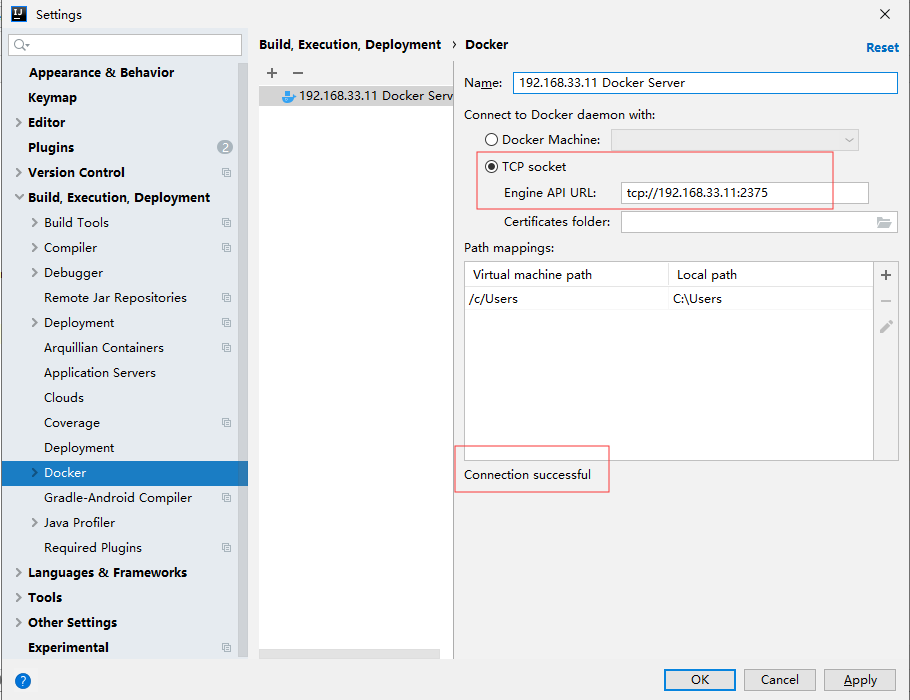 IJ
Settings
Build, Execution, Deployment › Docker
Reset
Appearance & Behavior
Keymap
Editor
Plugins 2
Version Control
Build, Execution, Deployment
Build Tools
Compiler
Debugger
Remote Jar Repositories
Deployment
Arquillian Containers
Application Servers
Clouds
Coverage
Deployment
Docker
Gradle-Android Compiler
Java Profiler
Required Plugins
Languages & Frameworks
Tools
Other Settings
Experimental
192.168.33.11 Docker Serv
Name: 192.168.33.11 Docker Server
Connect to Docker daemon with:
Docker Machine:
TCP socket
Engine API URL: tcp://192.168.33.11:2375
Certificates folder:
Path mappings:
Virtual machine path Local path
/c/Users C:\Users
Connection successful
?
OK Cancel Apply